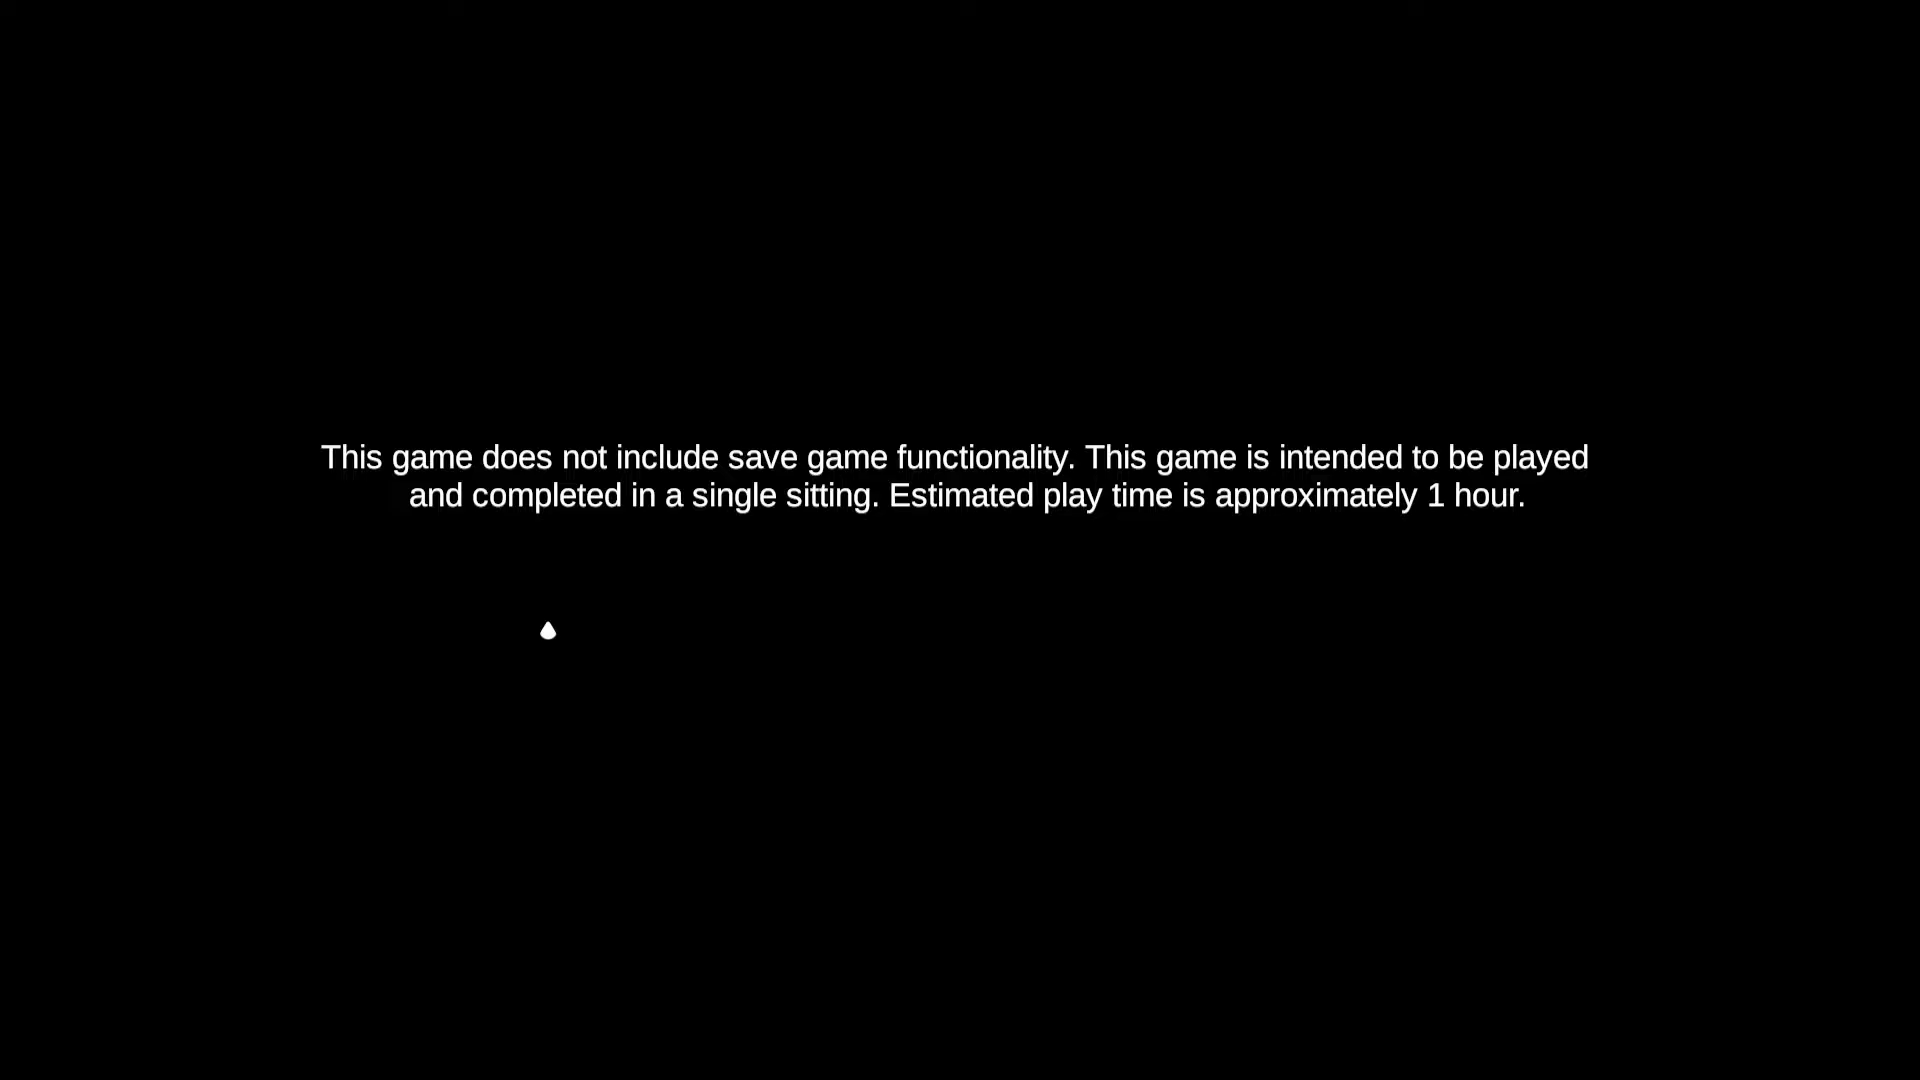 This game does not include save game functionality. This game is intended to be played
and completed in a single sitting. Estimated play time is approximately 1 hour.